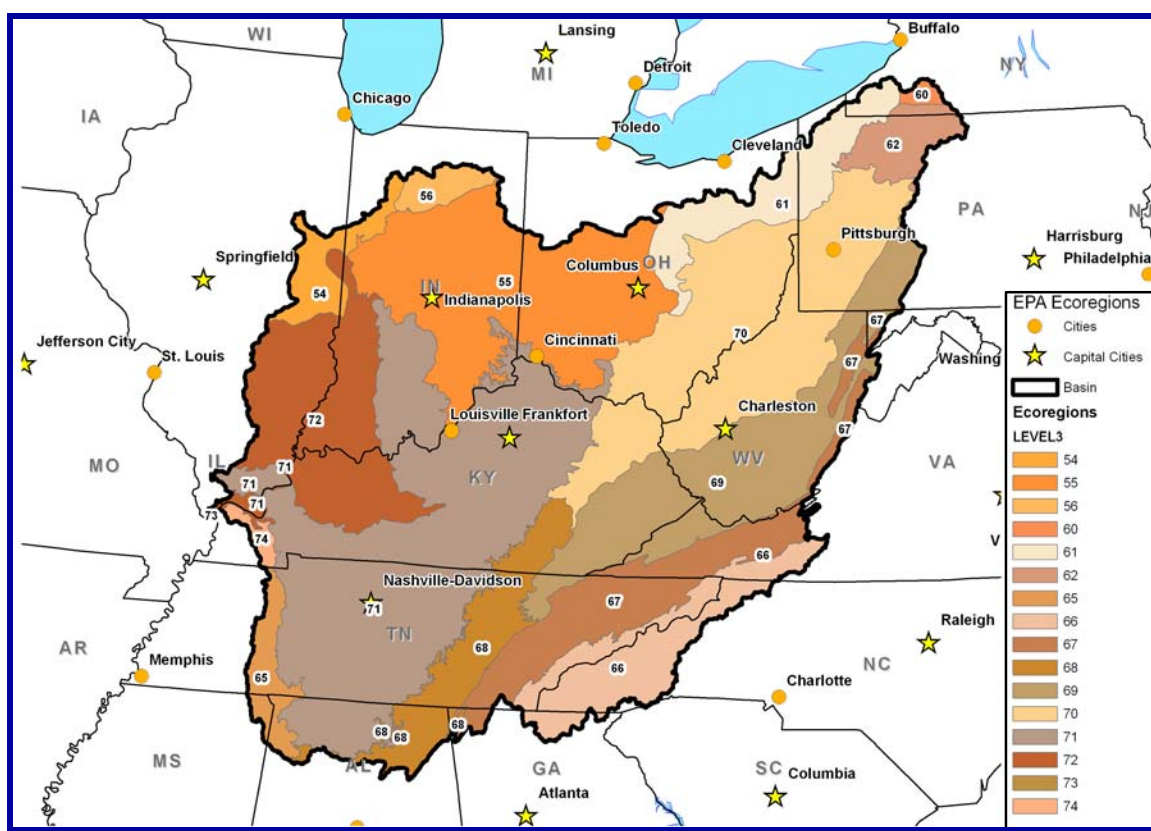 Buffalo
WI
Lansing
MI
NY
Detroit
60
Chicago
IA
Toledo
Cleveland
62
56
61
PA
NJ
Pittsburgh
Harrisburg
Philadelphia
Springfield
Columbus
OH
IN
55
Indianapolis
54
67
70
Jefferson City
St. Louis
Cincinnati
67
Washing
Louisville Frankfort
Charleston
72
67
MO
IL
71
KY
WV
VA
71
69
71
73
74
66
V
Nashville-Davidson
71
67
TN
Raleigh
AR
68
NC
Memphis
65
66
Charlotte
68
68
68
MS
AL
GA
SC
Columbia
Atlanta
EPA Ecoregions
Cities
Capital Cities
Basin
Ecoregions
LEVEL3
54
55
56
60
61
62
65
66
67
68
69
70
71
72
73
74